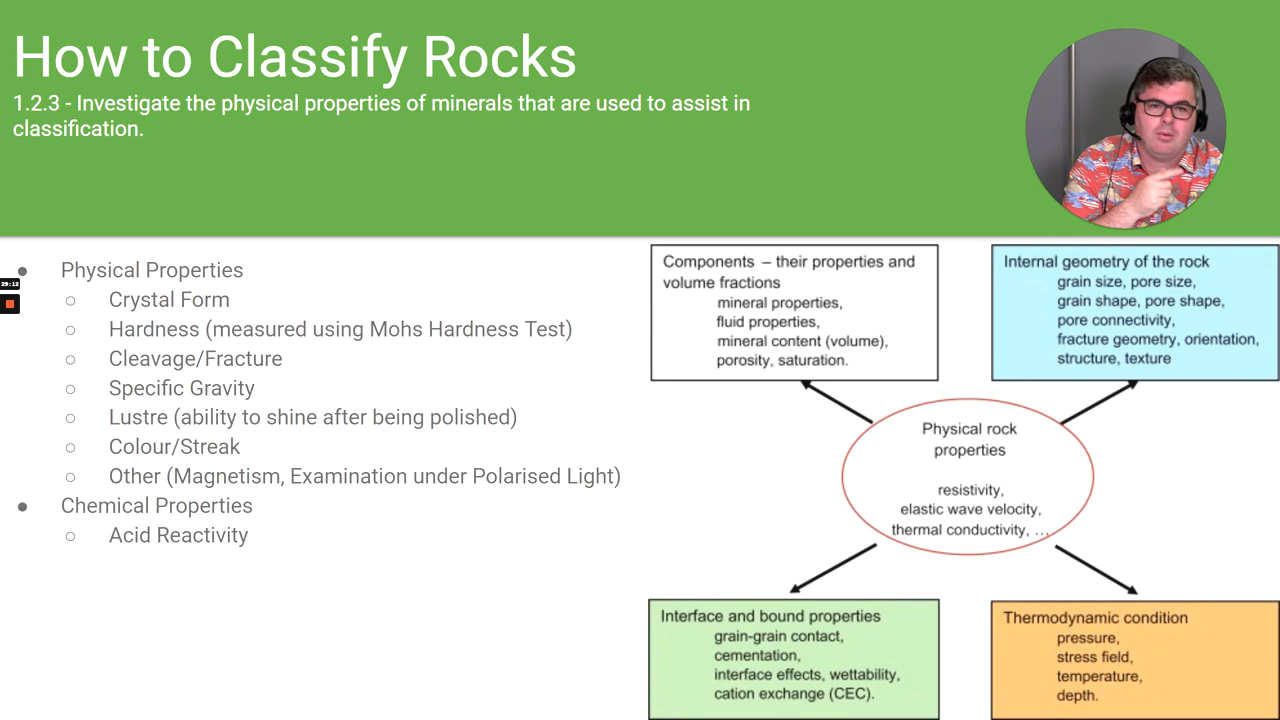 How to Classify Rocks
1.2.3 - Investigate the physical properties of minerals that are used to assist in
classification.
Physical Properties
29:12
Crystal Form
Hardness (measured using Mohs Hardness Test)
Cleavage/Fracture
Specific Gravity
Lustre (ability to shine after being polished)
Colour/Streak
Other (Magnetism, Examination under Polarised Light)
Chemical Properties
Acid Reactivity
Components – their properties and
volume fractions
mineral properties,
fluid properties,
mineral content (volume),
porosity, saturation.
Internal geometry of the rock
grain size, pore size,
grain shape, pore shape,
pore connectivity,
fracture geometry, orientation,
structure, texture
Physical rock
properties
resistivity,
elastic wave velocity,
thermal conductivity, …
Interface and bound properties
grain-grain contact,
cementation,
interface effects, wettability,
cation exchange (CEC).
Thermodynamic condition
pressure,
stress field,
temperature,
depth.